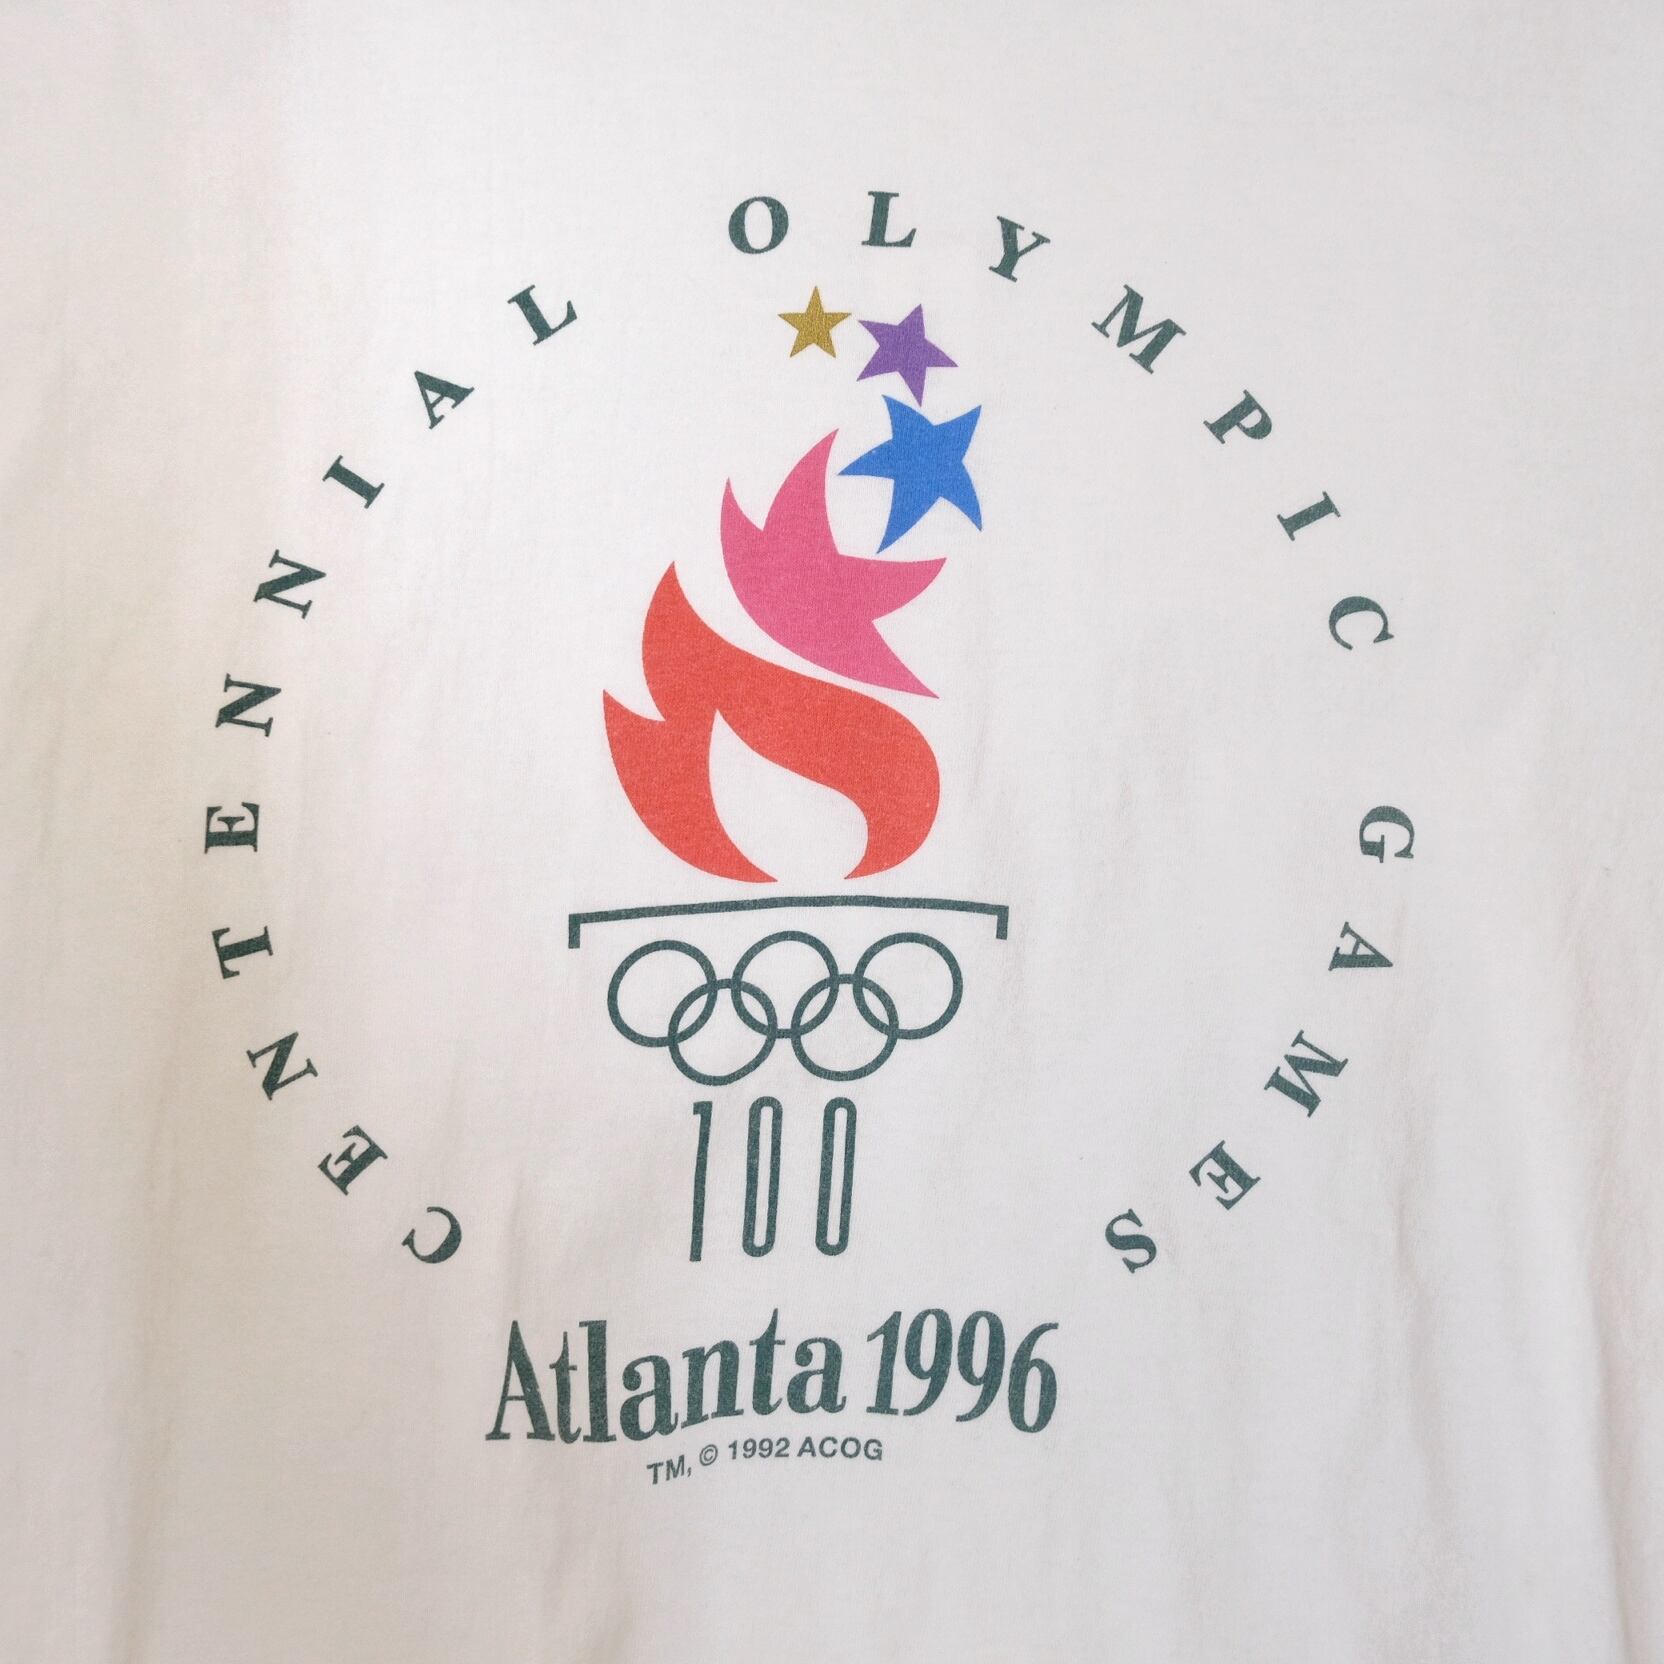 CENTENNIAL OLYMPIC GAMES
100
Atlanta 1996
TM, © 1992 ACOG